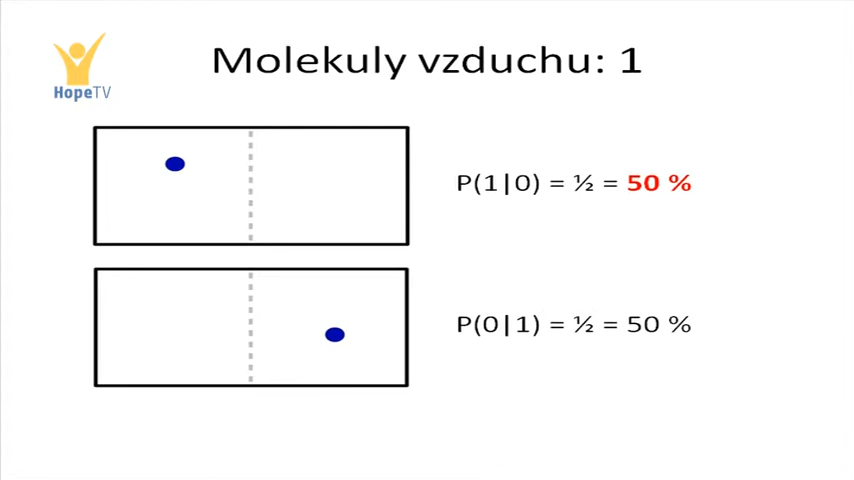 Molekuly vzduchu: 1
HopeTV
P(1|0) = ½ = 50 %
P(0|1) = ½ = 50 %